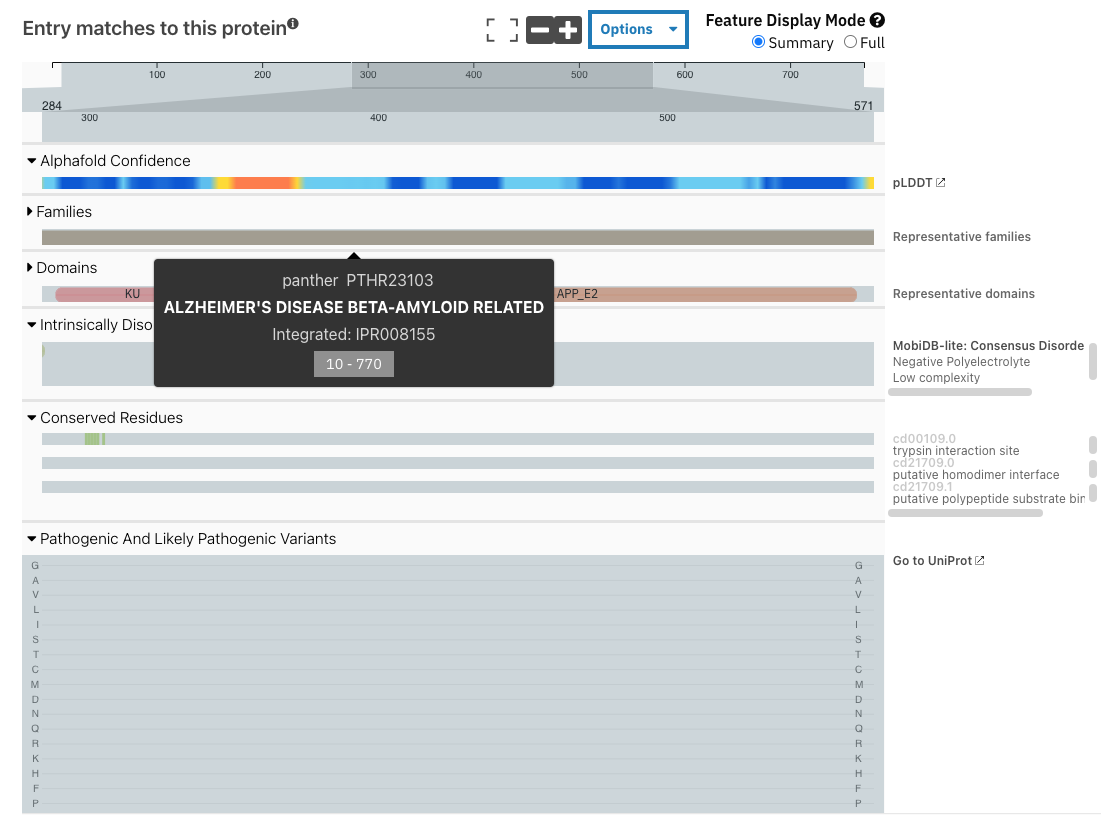 Entry matches to this protein
Options
Feature Display Mode
Summary Full
100 200 300 400 500 600 700
284 571
300 400 500
Alphafold Confidence
pLDDT
Families
Representative families
Domains
KU APP_E2
Representative domains
panther PTHR23103
ALZHEIMER'S DISEASE BETA-AMYLOID RELATED
Integrated: IPR008155
10 - 770
Intrinsically Diso
MobiDB-lite: Consensus Disorde
Negative Polyelectrolyte
Low complexity
Conserved Residues
cd00109.0
trypsin interaction site
cd21709.0
putative homodimer interface
cd21709.1
putative polypeptide substrate bin
Pathogenic And Likely Pathogenic Variants
Go to UniProt
G G
A A
V V
L L
I I
S S
T T
C C
M M
D D
N N
Q Q
R R
K K
H H
F F
P P